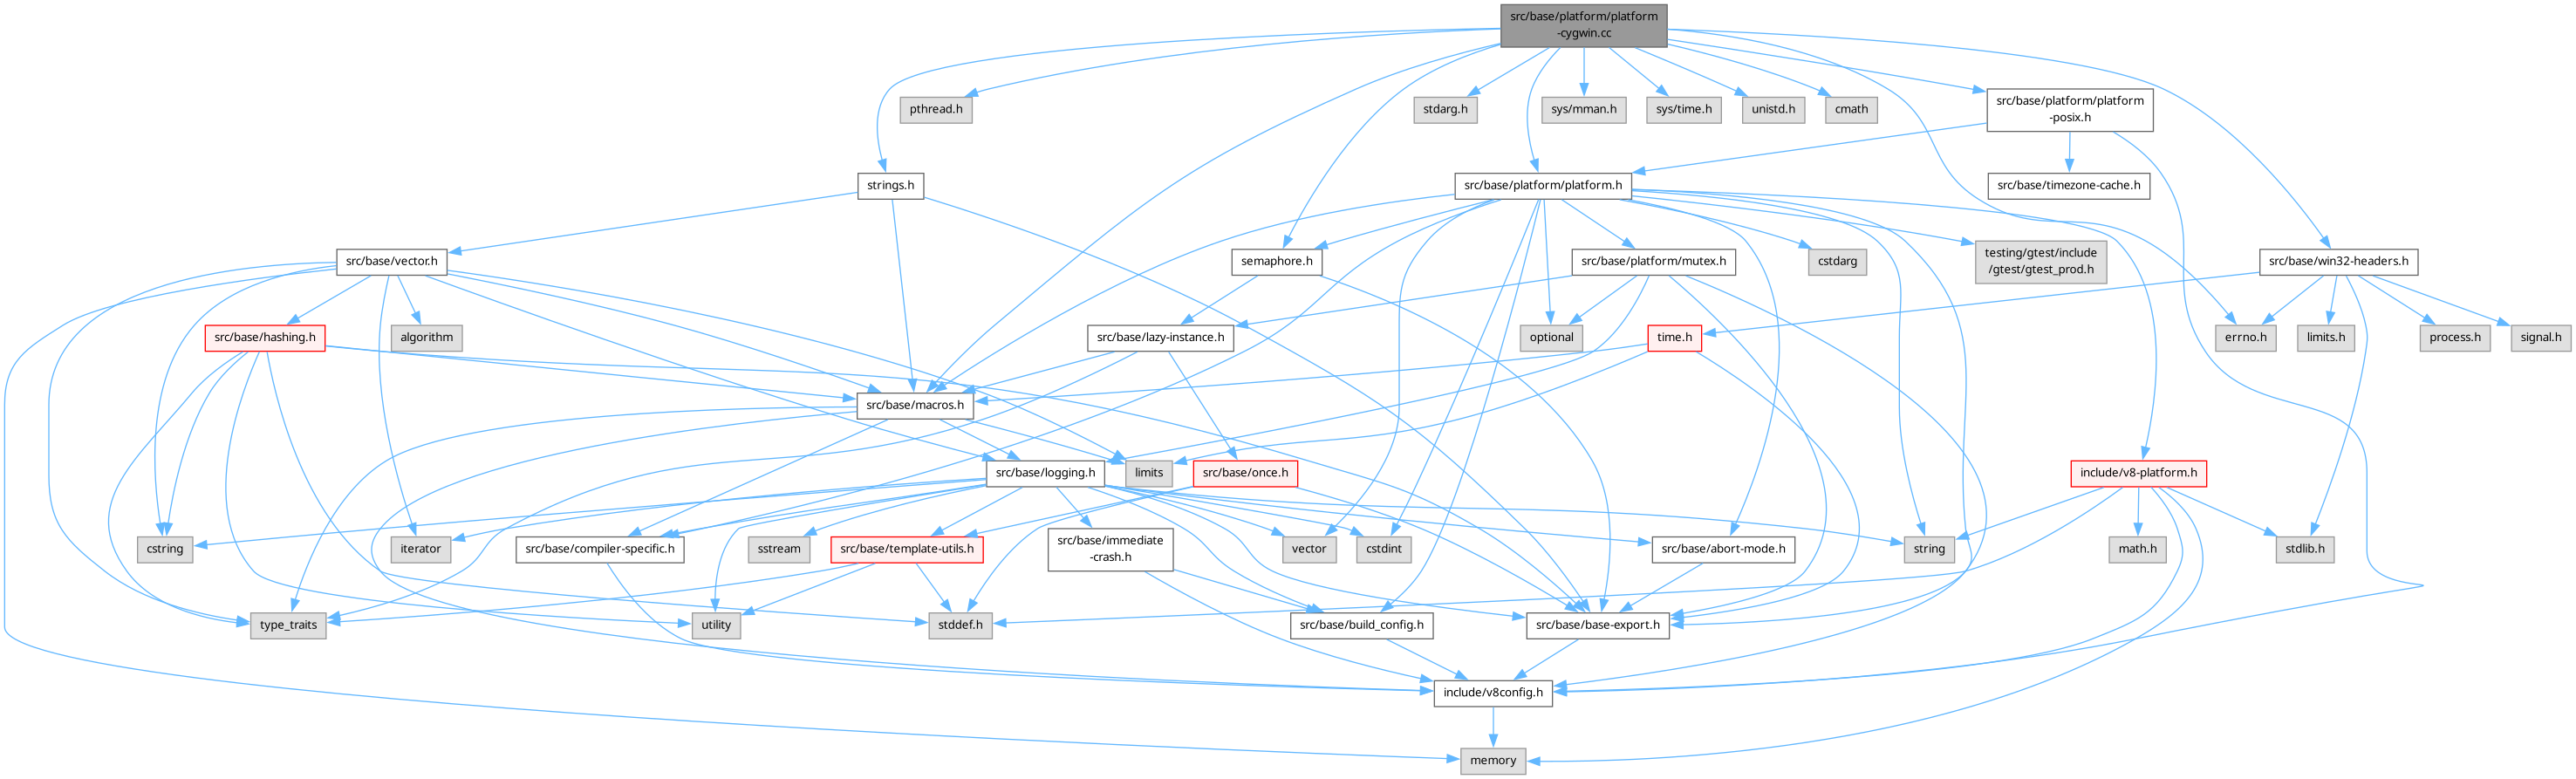 src/base/platform/platform
-cygwin.cc
pthread.h
stdarg.h
sys/mman.h
sys/time.h
unistd.h
cmath
src/base/platform/platform
-posix.h
strings.h
src/base/platform/platform.h
src/base/timezone-cache.h
src/base/vector.h
semaphore.h
src/base/platform/mutex.h
cstdarg
testing/gtest/include
/gtest/gtest_prod.h
src/base/win32-headers.h
src/base/hashing.h
algorithm
src/base/lazy-instance.h
optional
time.h
errno.h
limits.h
process.h
signal.h
src/base/macros.h
src/base/logging.h
limits
src/base/once.h
include/v8-platform.h
cstring
iterator
src/base/compiler-specific.h
sstream
src/base/template-utils.h
src/base/immediate
-crash.h
vector
cstdint
src/base/abort-mode.h
string
math.h
stdlib.h
type_traits
utility
stddef.h
src/base/build_config.h
src/base/base-export.h
include/v8config.h
memory